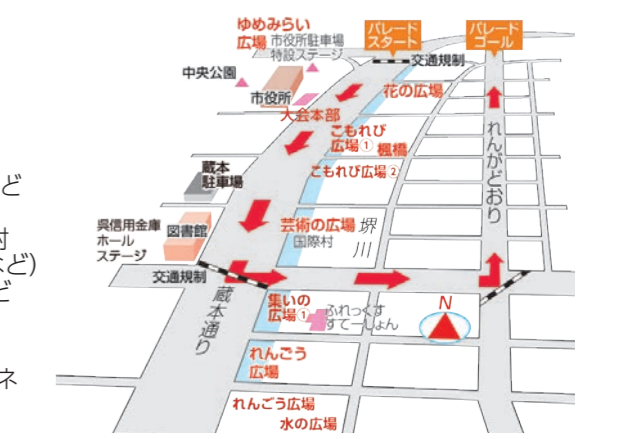 ゆめみらい
広場
市役所駐車場
特設ステージ
パレード
スタート
パレード
ゴール
交通規制
中央公園
市役所
花の広場
大会本部
こもれび
広場①
楓橋
こもれび広場②
れんがどおり
蔵本
駐車場
呉信用金庫
ホール
ステージ
図書館
芸術の広場
国際村
堺川
交通規制
蔵本通り
集いの
広場①
ふれっくす
すてーしょん
N
れんごう
広場
れんごう広場
水の広場
ど
村
など)
ど
ネ